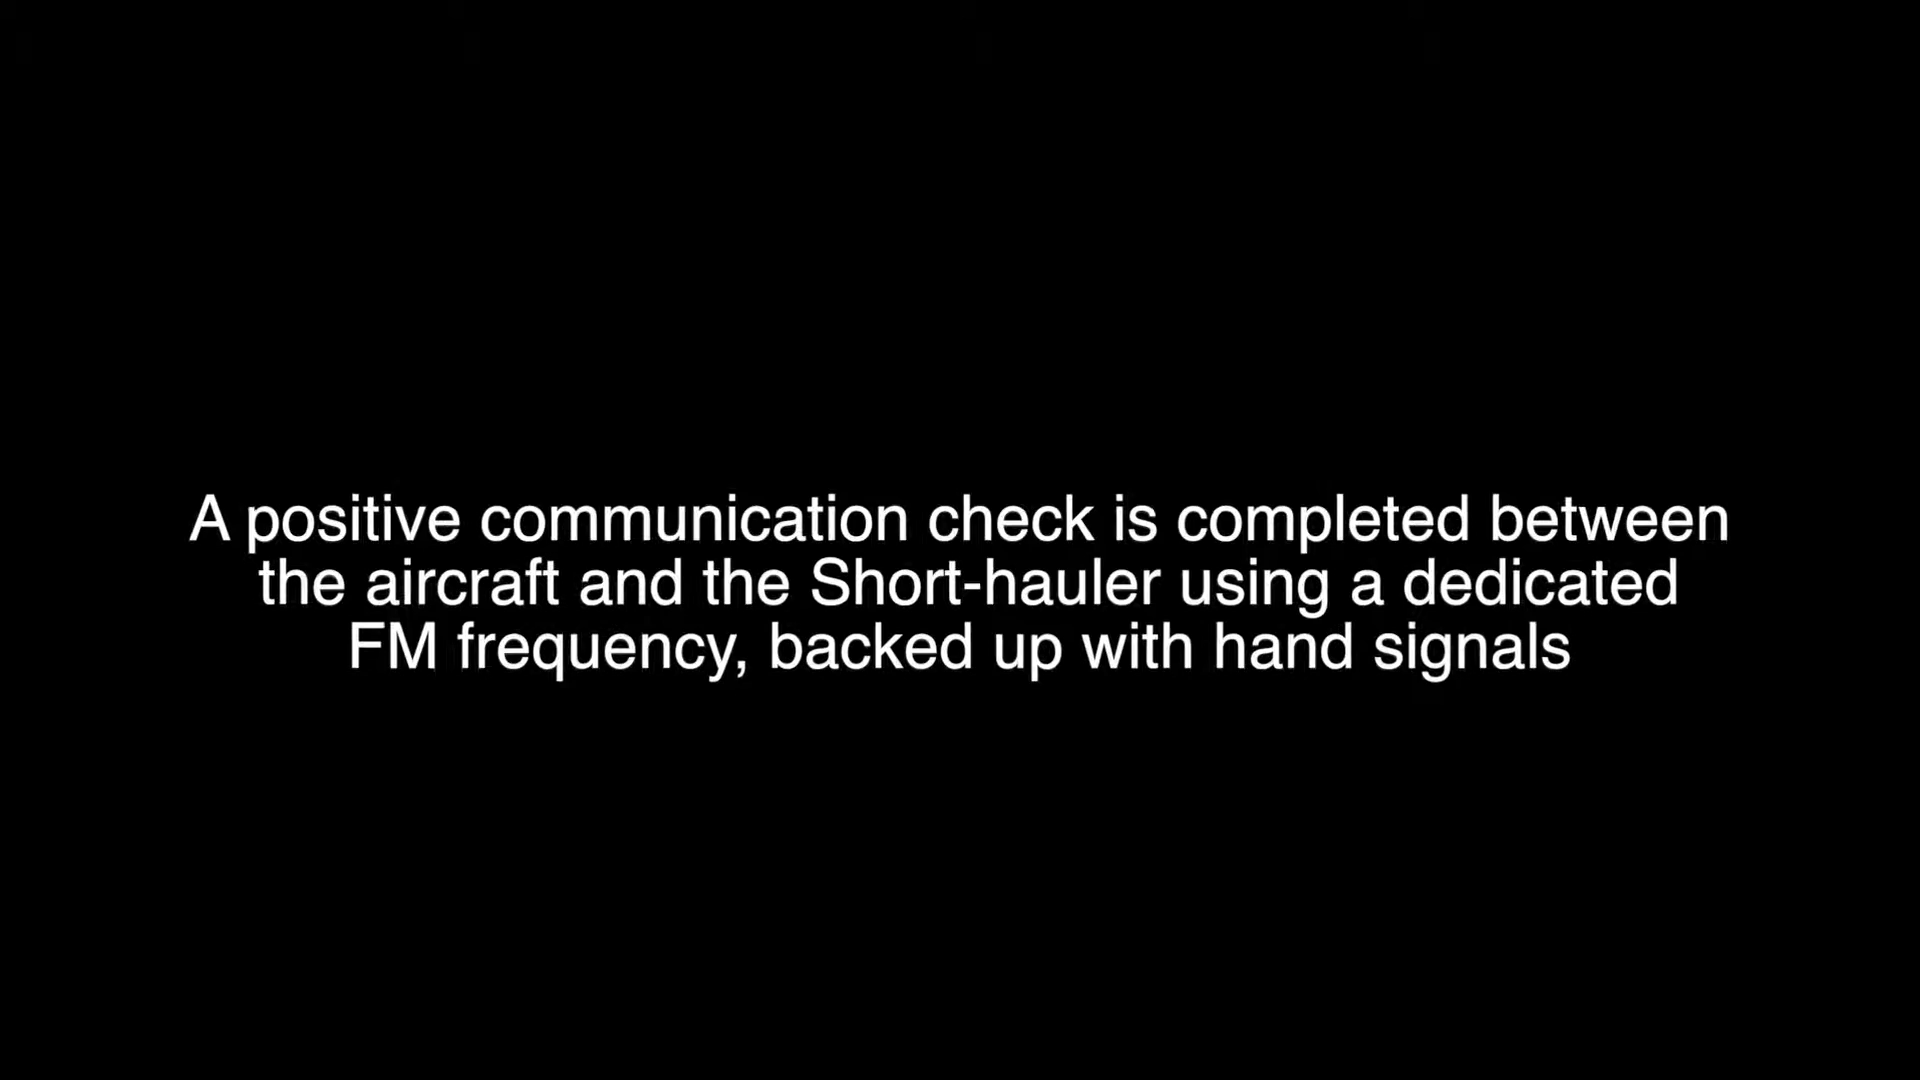 A positive communication check is completed between
the aircraft and the Short-hauler using a dedicated
FM frequency, backed up with hand signals